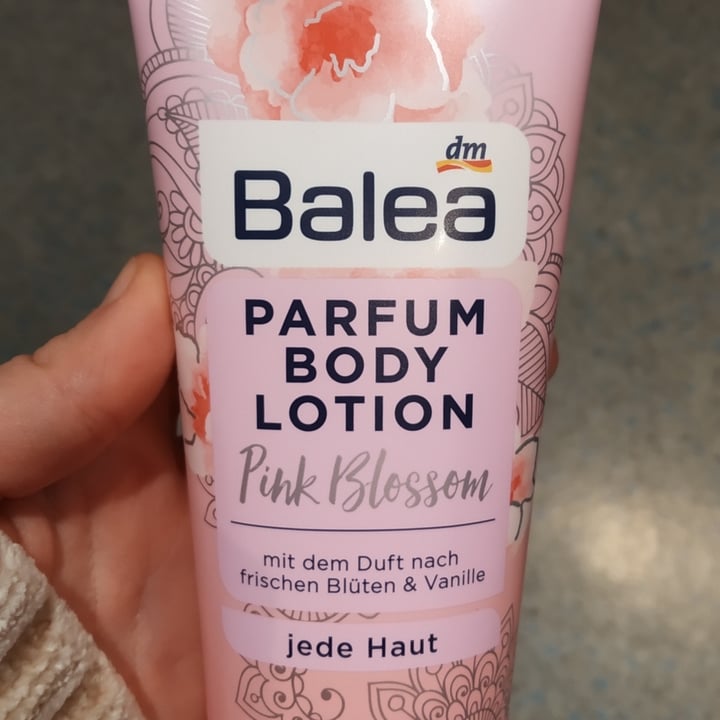 dm
Balea
PARFUM
BODY
LOTION
Pink Blossom
mit dem Duft nach
frischen Blüten & Vanille
jede Haut